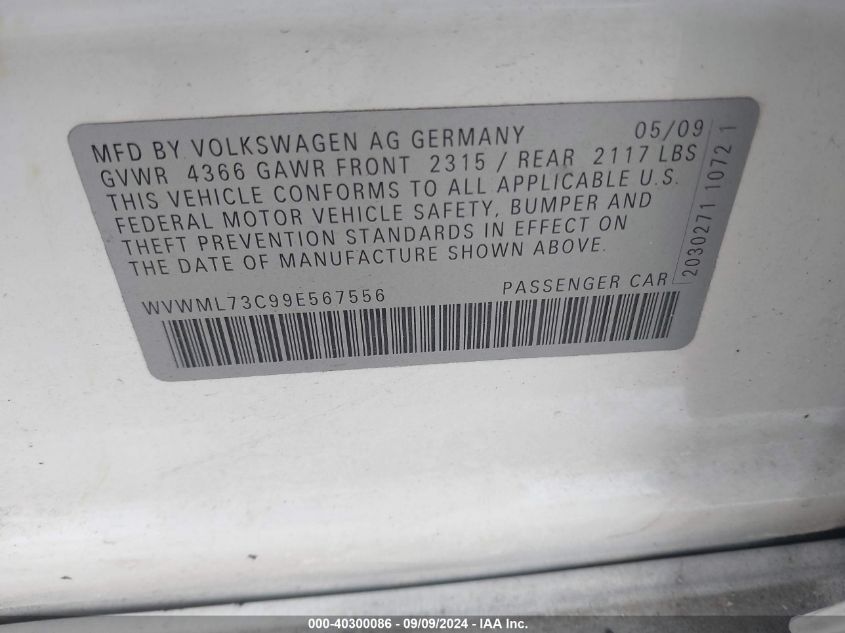 MFD BY VOLKSWAGEN AG GERMANY 05/09
GVWR 4366 GAWR FRONT 2315 / REAR 2117 LBS
THIS VEHICLE CONFORMS TO ALL APPLICABLE U.S.
FEDERAL MOTOR VEHICLE SAFETY, BUMPER AND
THEFT PREVENTION STANDARDS IN EFFECT ON
THE DATE OF MANUFACTURE SHOWN ABOVE.
WVWML73C99E567556 PASSENGER CAR
2030271 10721
000-40300086 - 09/09/2024 - IAA Inc.